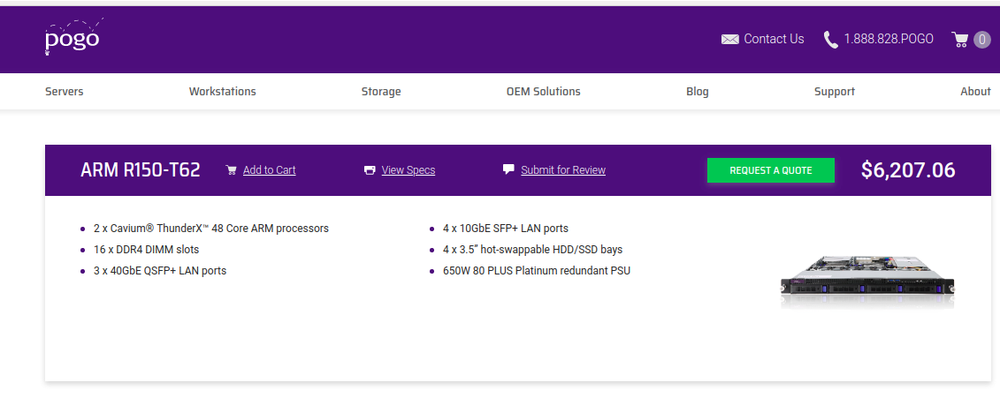 pogo
Contact Us
1.888.828.POGO
0
Servers
Workstations
Storage
OEM Solutions
Blog
Support
About
ARM R150-T62
Add to Cart
View Specs
Submit for Review
REQUEST A QUOTE
$6,207.06
2 x Cavium® ThunderX™ 48 Core ARM processors
16 x DDR4 DIMM slots
3 x 40GbE QSFP+ LAN ports
4 x 10GbE SFP+ LAN ports
4 x 3.5” hot-swappable HDD/SSD bays
650W 80 PLUS Platinum redundant PSU